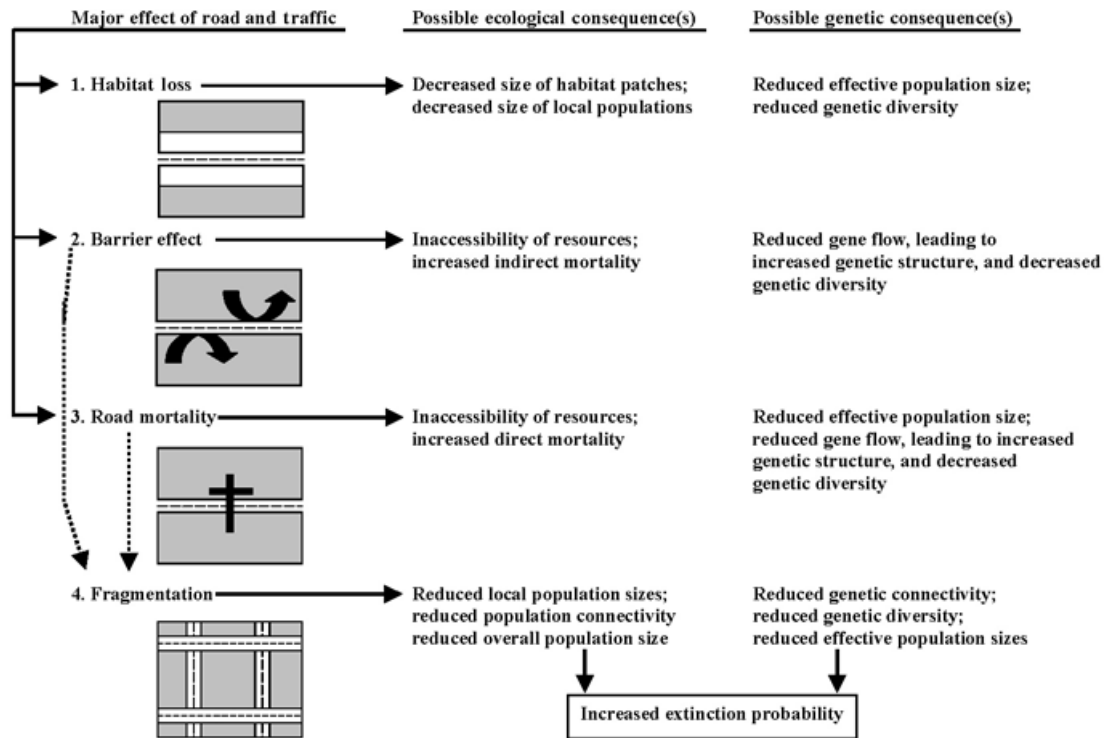 Major effect of road and traffic
Possible ecological consequence(s)
Possible genetic consequence(s)
1. Habitat loss
Decreased size of habitat patches;
decreased size of local populations
Reduced effective population size;
reduced genetic diversity
2. Barrier effect
Inaccessibility of resources;
increased indirect mortality
Reduced gene flow, leading to
increased genetic structure, and decreased
genetic diversity
3. Road mortality
Inaccessibility of resources;
increased direct mortality
Reduced effective population size;
reduced gene flow, leading to increased
genetic structure, and decreased
genetic diversity
4. Fragmentation
Reduced local population sizes;
reduced population connectivity
reduced overall population size
Reduced genetic connectivity;
reduced genetic diversity;
reduced effective population sizes
Increased extinction probability